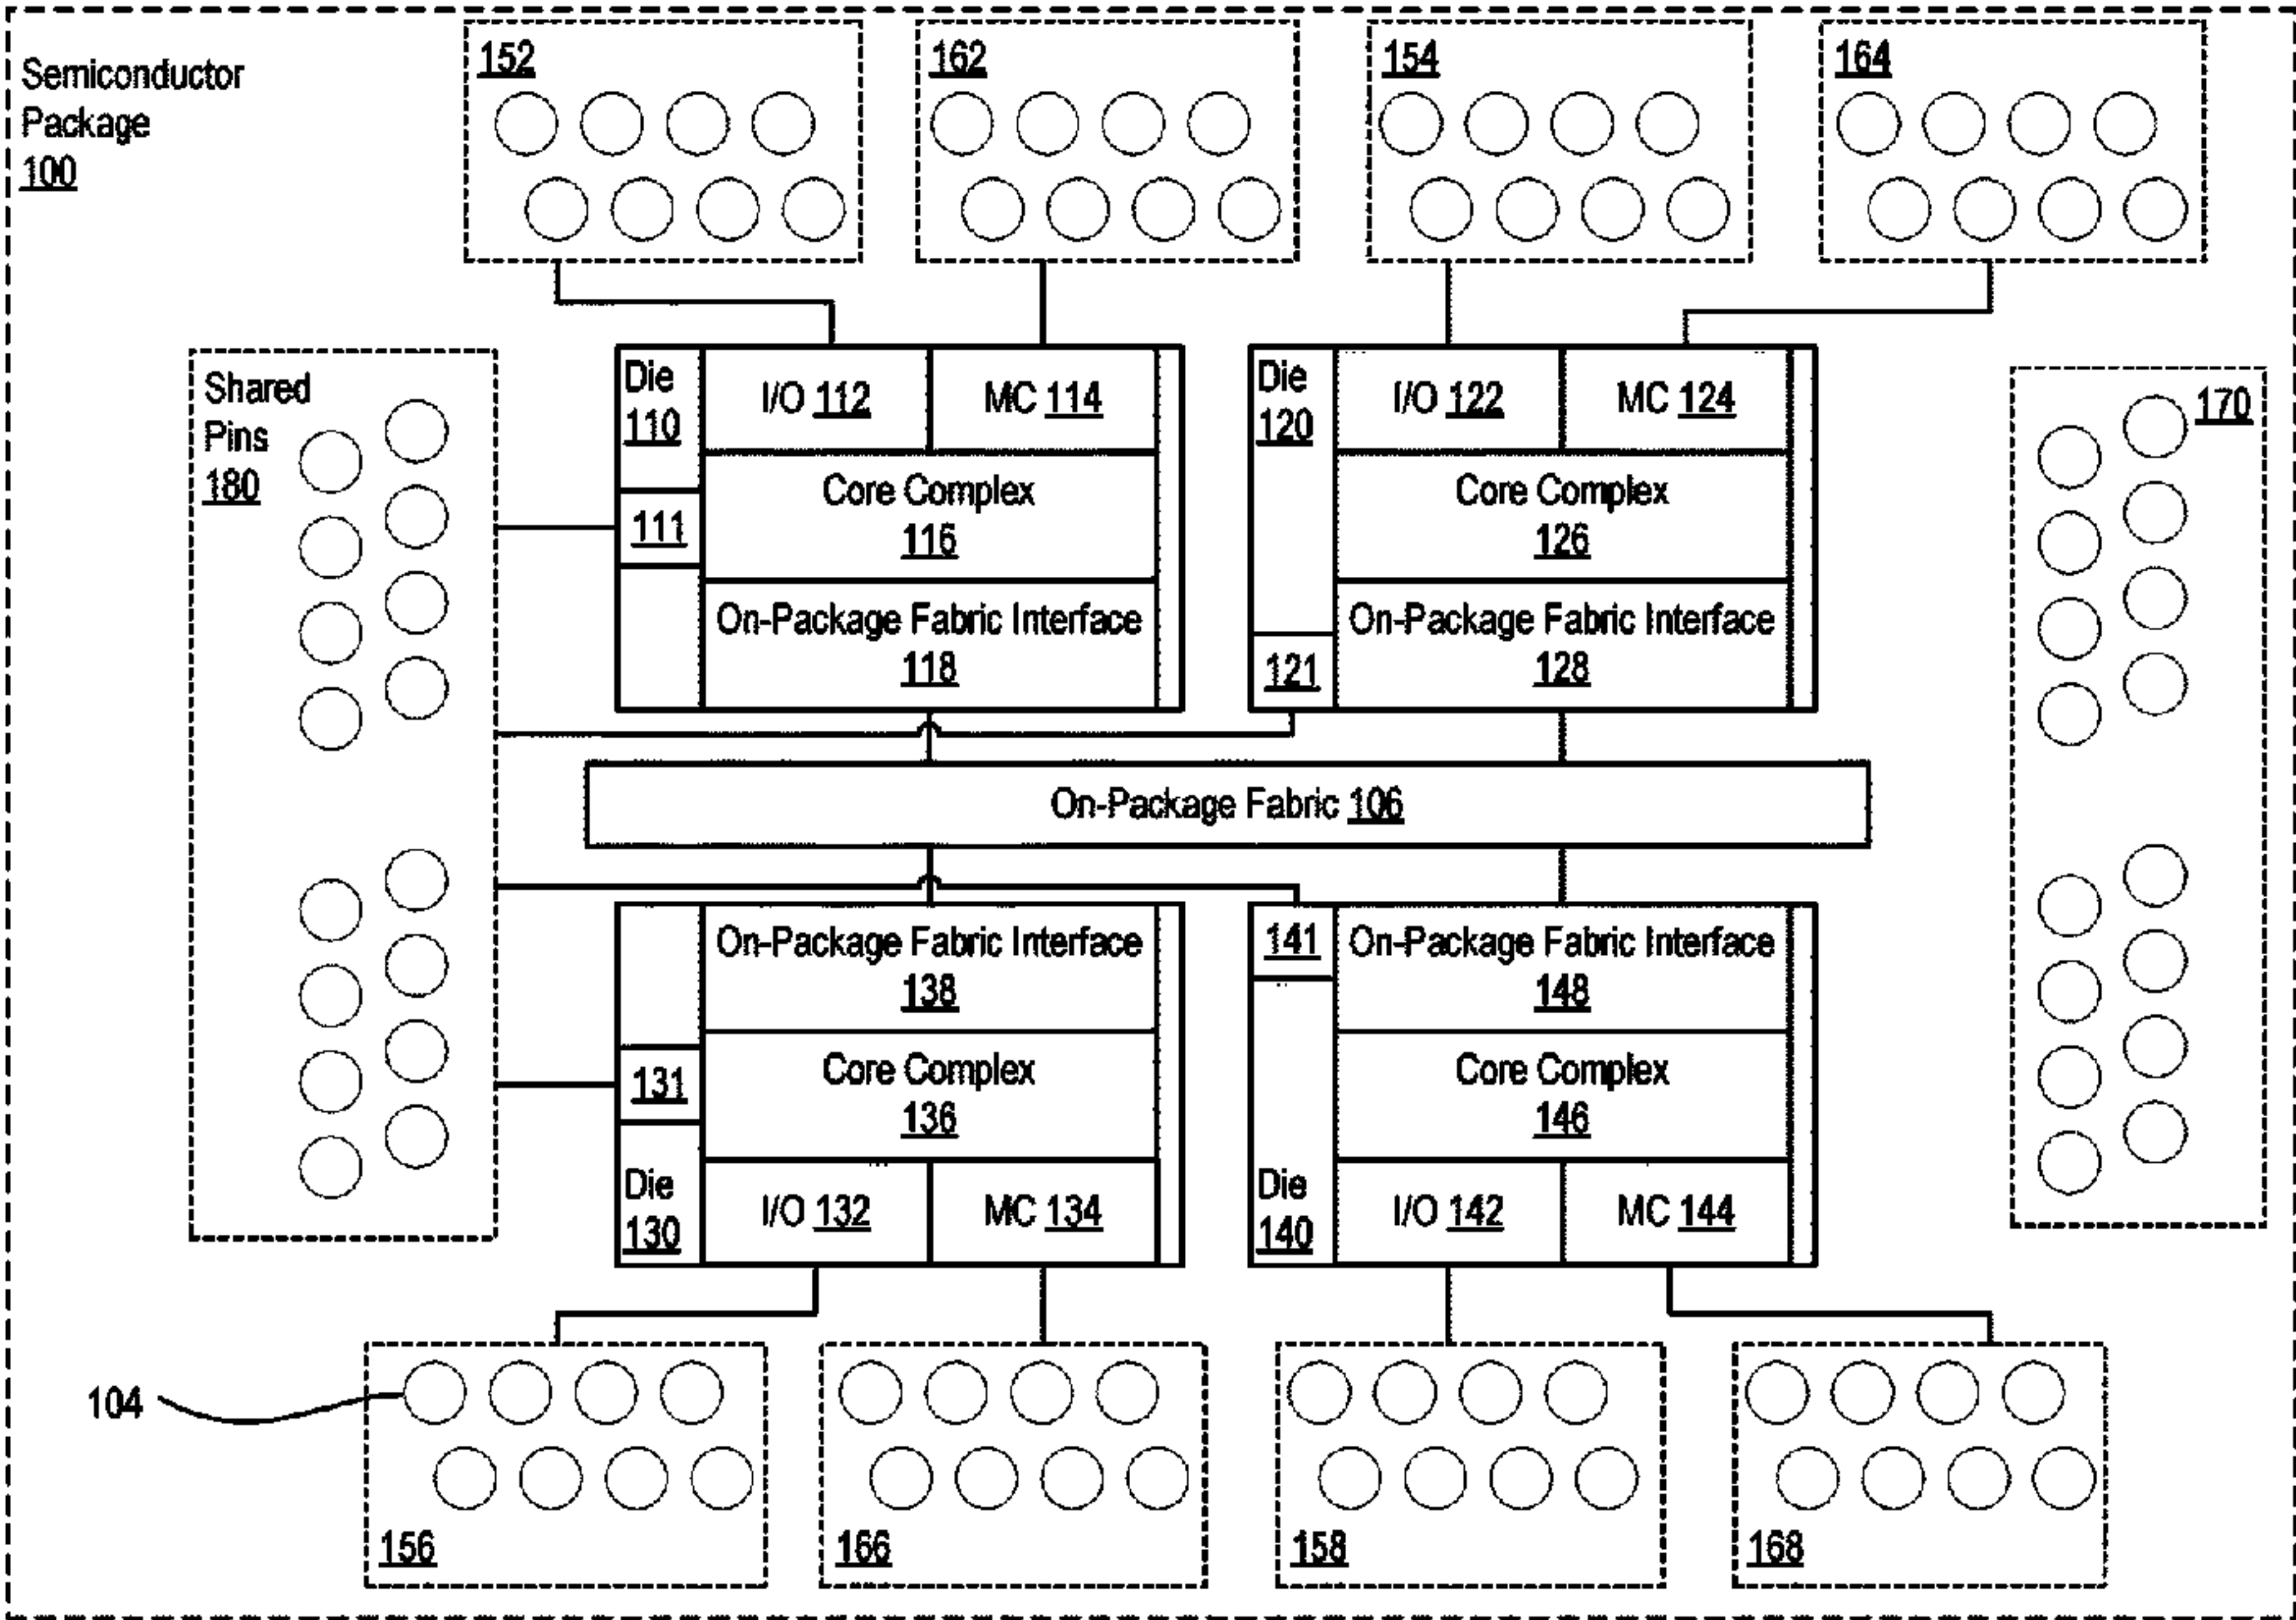 Semiconductor
Package
100
152
162
154
164
Shared
Pins
180
Die
110
I/O 112
MC 114
111
Core Complex
116
On-Package Fabric Interface
118
Die
120
I/O 122
MC 124
Core Complex
126
121
On-Package Fabric Interface
128
170
On-Package Fabric 106
On-Package Fabric Interface
138
131
Core Complex
136
Die
130
I/O 132
MC 134
141
On-Package Fabric Interface
148
Core Complex
146
Die
140
I/O 142
MC 144
104
156
166
158
168